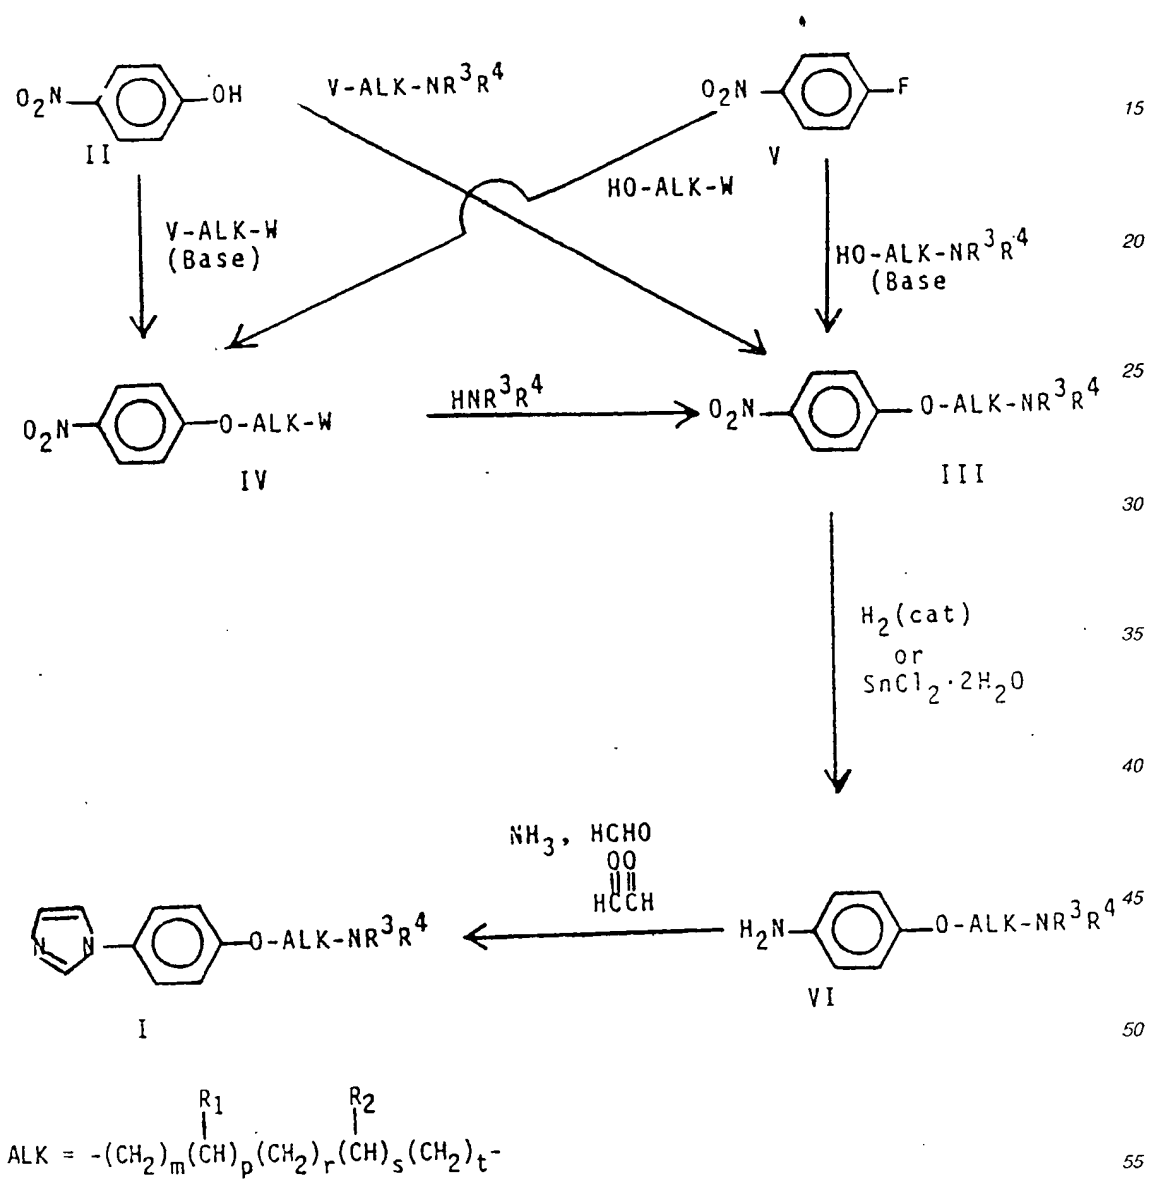 O₂N OH
V-ALK-NR³R⁴
O₂N F
15
II
V
HO-ALK-W
V-ALK-W
(Base)
20
HO-ALK-NR³R⁴
(Base
25
HNR³R⁴
O₂N O-ALK-NR³R⁴
O₂N O-ALK-W
IV
III
30
H₂(cat)
or
SnCl₂·2H₂O
35
40
NH₃, HCHO
OO
HCCH
45
N N O-ALK-NR³R⁴
H₂N O-ALK-NR³R⁴
VI
I
50
R1 R2
ALK = -(CH₂)m(CH)p(CH₂)r(CH)s(CH₂)t-
55